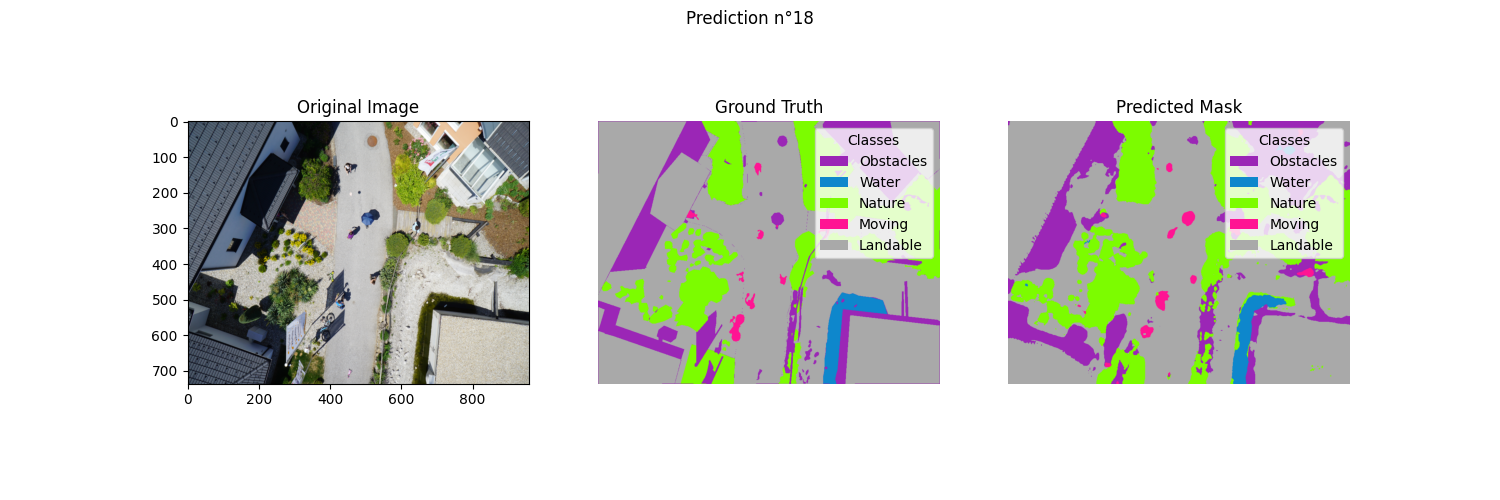 Prediction n°18
Original Image
0
100
200
300
400
500
600
700
0
200
400
600
800
Ground Truth
Classes
Obstacles
Water
Nature
Moving
Landable
Predicted Mask
Classes
Obstacles
Water
Nature
Moving
Landable